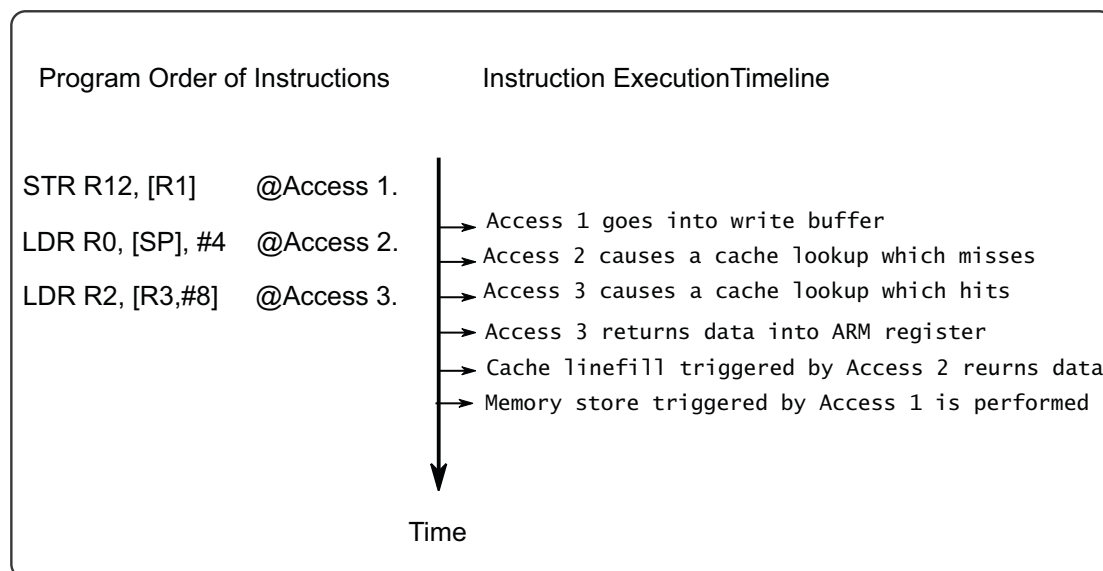 Program Order of Instructions
Instruction ExecutionTimeline
STR R12, [R1] @Access 1.
LDR R0, [SP], #4 @Access 2.
LDR R2, [R3,#8] @Access 3.
Access 1 goes into write buffer
Access 2 causes a cache lookup which misses
Access 3 causes a cache lookup which hits
Access 3 returns data into ARM register
Cache linefill triggered by Access 2 reurns data
Memory store triggered by Access 1 is performed
Time